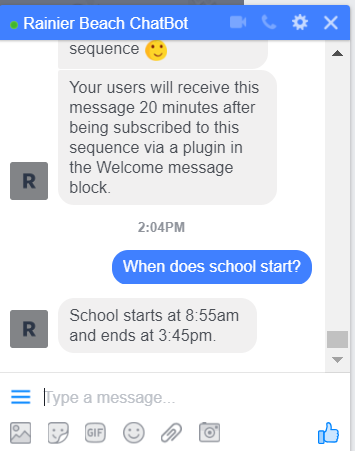 Rainier Beach ChatBot
sequence 🙂
Your users will receive this
message 20 minutes after
being subscribed to this
sequence via a plugin in
the Welcome message
block.
R
2:04PM
When does school start?
School starts at 8:55am
and ends at 3:45pm.
R
Type a message...
GIF